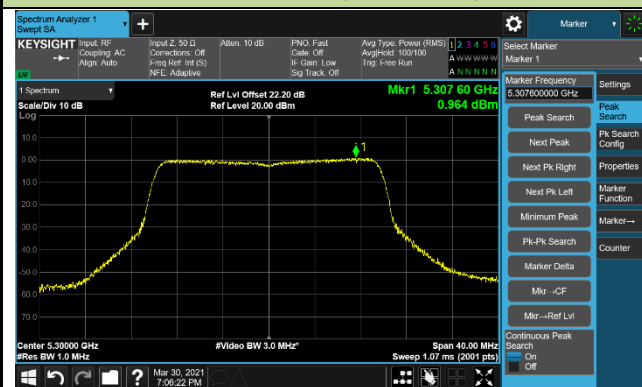 Spectrum Analyzer 1
Swept SA
Marker
KEYSIGHT
Input: RF
Coupling: AC
Align: Auto
Input Z: 50 Ω
Corrections: Off
Freq Ref: Int (S)
NFE: Adaptive
Atten: 10 dB
PNO: Fast
Gate: Off
IF Gain: Low
Sig Track: Off
Avg Type: Power (RMS)
Avg|Hold: 100/100
Trig: Free Run
1 2 3 4 5 6
A W W W W W
A N N N N N
Select Marker
Marker 1
LM
1 Spectrum
Scale/Div 10 dB
Log
Ref Lvl Offset 22.20 dB
Ref Level 20.00 dBm
Mkr1 5.307 60 GHz
0.964 dBm
10.0
0.00
10.0
20.0
30.0
40.0
-50.0
60.0
70.0
1
Center 5.30000 GHz
#Res BW 1.0 MHz
#Video BW 3.0 MHz*
Span 40.00 MHz
Sweep 1.07 ms (2001 pts)
Marker Frequency
5.307600000 GHz
Peak Search
Next Peak
Next Pk Right
Next Pk Left
Minimum Peak
Pk-Pk Search
Marker Delta
Mkr→CF
Mkr→Ref Lvl
Continuous Peak
Search
On
Off
Settings
Peak
Search
Pk Search
Config
Properties
Marker
Function
Marker→
Counter
Mar 30, 2021
7:06:22 PM